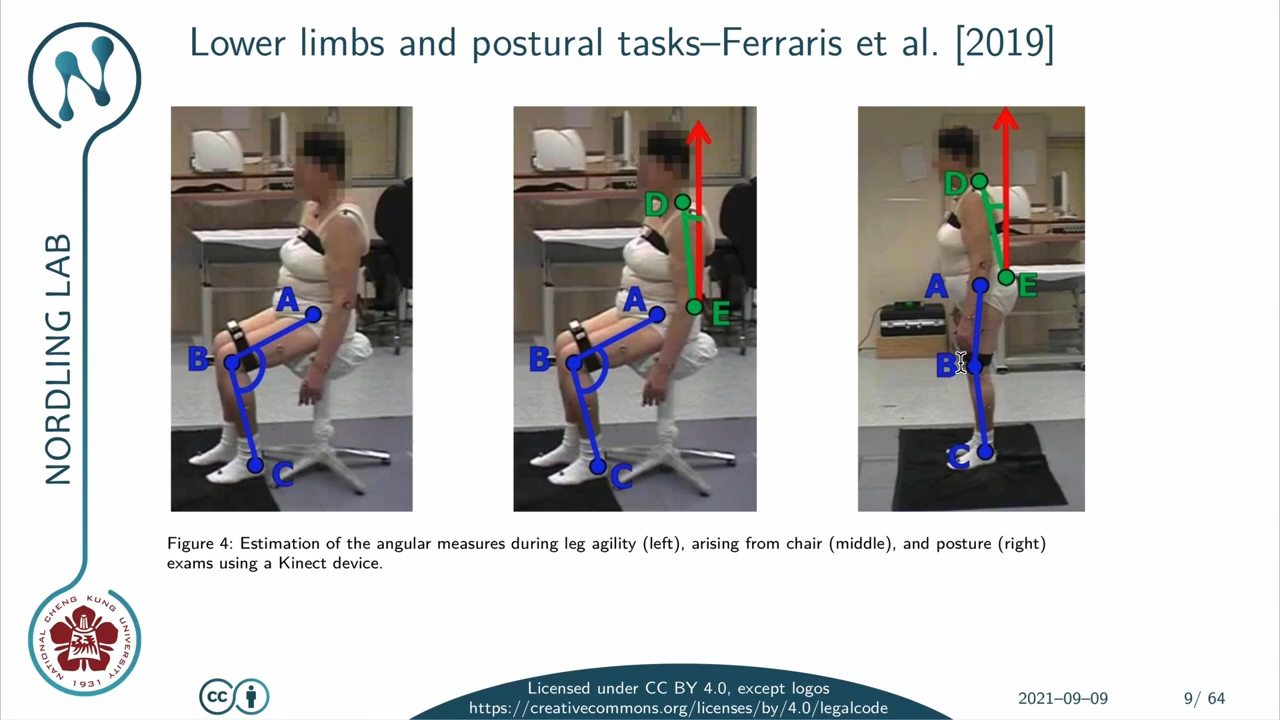 Lower limbs and postural tasks–Ferraris et al. [2019]
NORDLING LAB
A
B
C
D
E
A
B
C
D
E
A
B
C
Figure 4: Estimation of the angular measures during leg agility (left), arising from chair (middle), and posture (right)
exams using a Kinect device.
NATIONAL CHENG KUNG UNIVERSITY
1931
cc
Licensed under CC BY 4.0, except logos
https://creativecommons.org/licenses/by/4.0/legalcode
2021–09–09
9/ 64